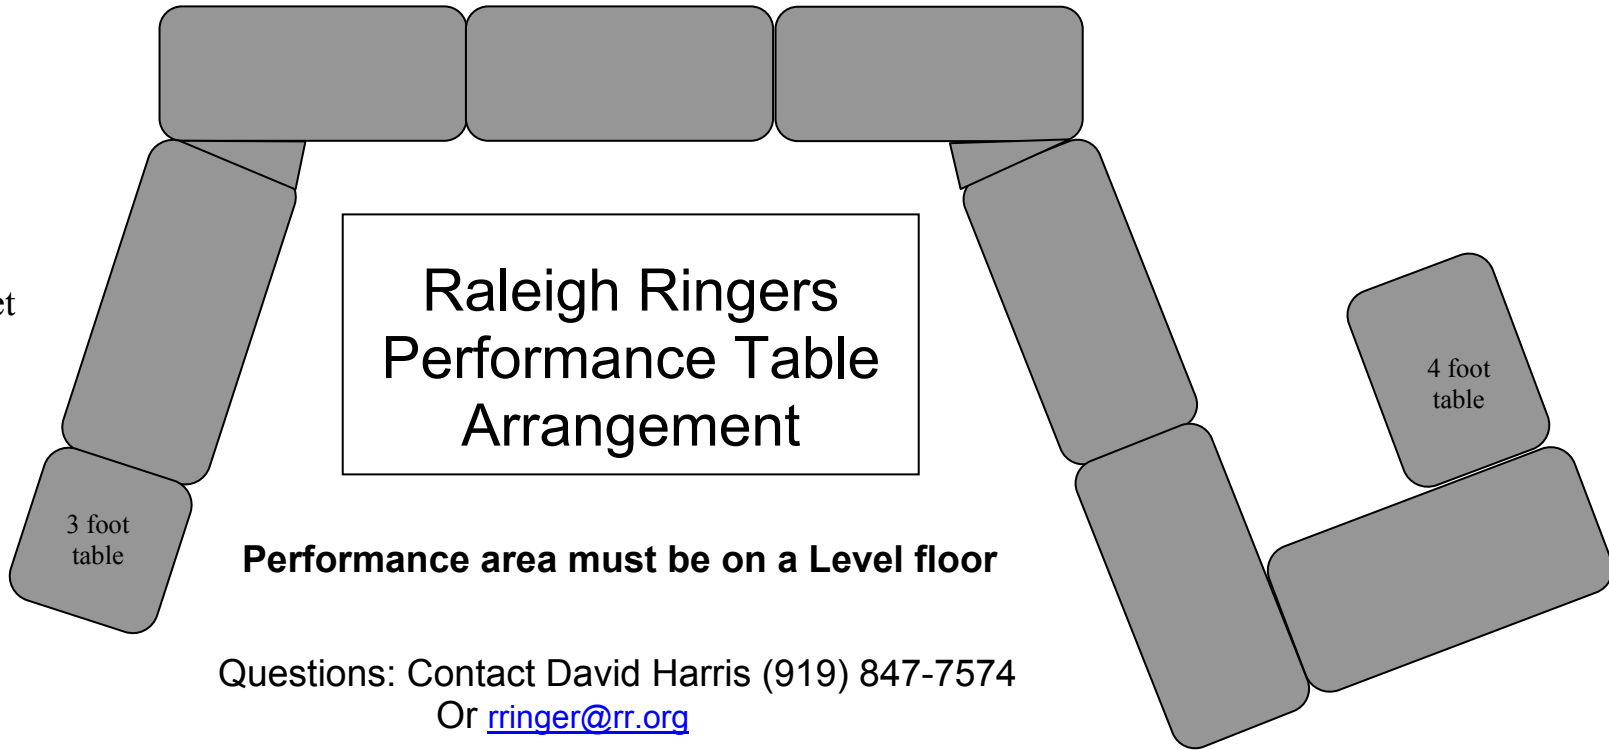 et
Raleigh Ringers
Performance Table
Arrangement
4 foot
table
3 foot
table
Performance area must be on a Level floor
Questions: Contact David Harris (919) 847-7574
Or rringer@rr.org